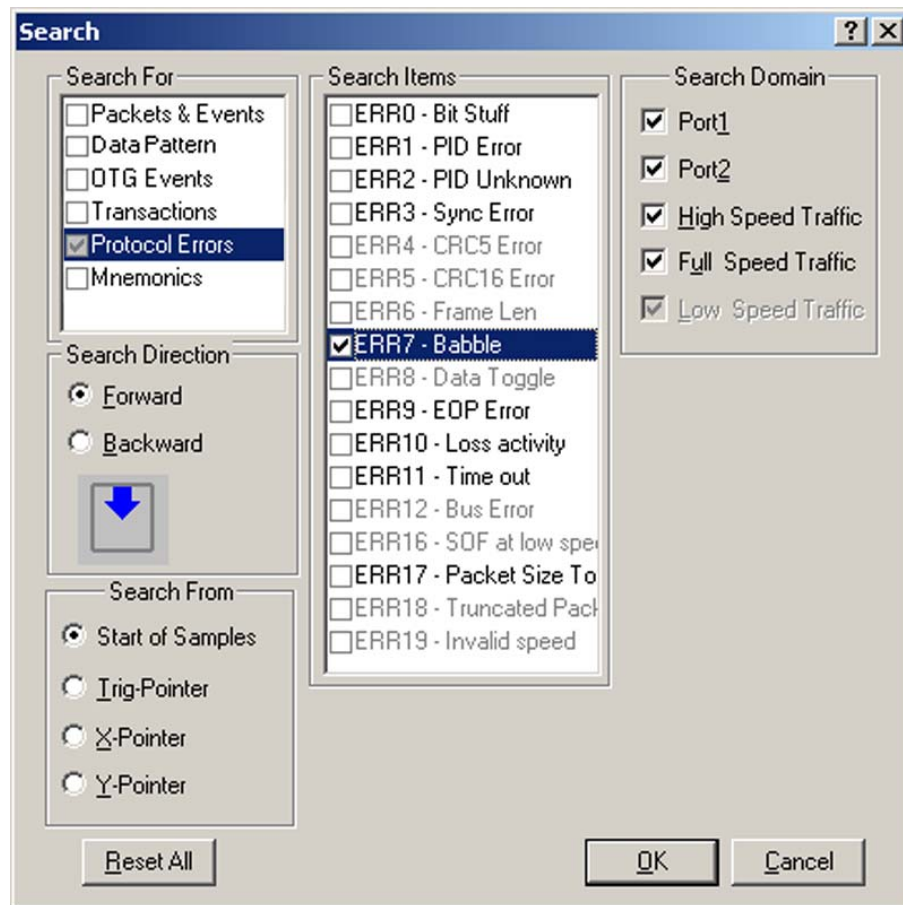 Search
Search For
Packets & Events
Data Pattern
OTG Events
Transactions
Protocol Errors
Mnemonics
Search Direction
Forward
Backward
Search From
Start of Samples
Trig-Pointer
X-Pointer
Y-Pointer
Reset All
Search Items
ERR0 - Bit Stuff
ERR1 - PID Error
ERR2 - PID Unknown
ERR3 - Sync Error
ERR4 - CRC5 Error
ERR5 - CRC16 Error
ERR6 - Frame Len
ERR7 - Babble
ERR8 - Data Toggle
ERR9 - EOP Error
ERR10 - Loss activity
ERR11 - Time out
ERR12 - Bus Error
ERR16 - SOF at low spe
ERR17 - Packet Size To
ERR18 - Truncated Pack
ERR19 - Invalid speed
Search Domain
Port1
Port2
High Speed Traffic
Full Speed Traffic
Low Speed Traffic
OK
Cancel